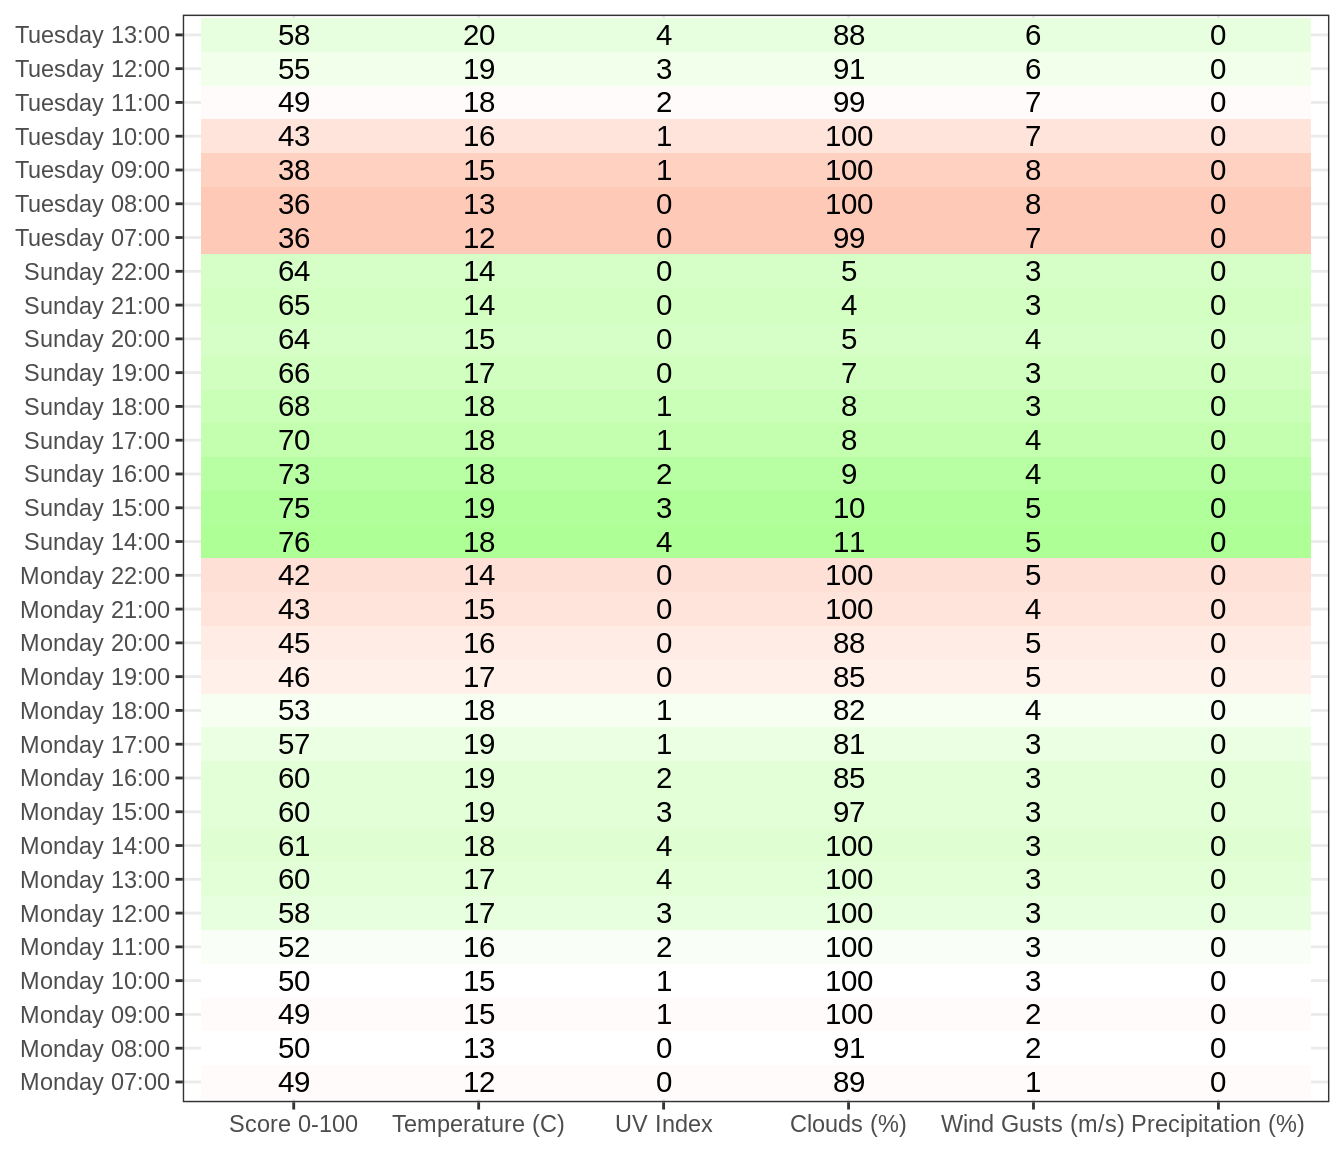 Tuesday 13:00 58 20 4 88 6 0
Tuesday 12:00 55 19 3 91 6 0
Tuesday 11:00 49 18 2 99 7 0
Tuesday 10:00 43 16 1 100 7 0
Tuesday 09:00 38 15 1 100 8 0
Tuesday 08:00 36 13 0 100 8 0
Tuesday 07:00 36 12 0 99 7 0
Sunday 22:00 64 14 0 5 3 0
Sunday 21:00 65 14 0 4 3 0
Sunday 20:00 64 15 0 5 4 0
Sunday 19:00 66 17 0 7 3 0
Sunday 18:00 68 18 1 8 3 0
Sunday 17:00 70 18 1 8 4 0
Sunday 16:00 73 18 2 9 4 0
Sunday 15:00 75 19 3 10 5 0
Sunday 14:00 76 18 4 11 5 0
Monday 22:00 42 14 0 100 5 0
Monday 21:00 43 15 0 100 4 0
Monday 20:00 45 16 0 88 5 0
Monday 19:00 46 17 0 85 5 0
Monday 18:00 53 18 1 82 4 0
Monday 17:00 57 19 1 81 3 0
Monday 16:00 60 19 2 85 3 0
Monday 15:00 60 19 3 97 3 0
Monday 14:00 61 18 4 100 3 0
Monday 13:00 60 17 4 100 3 0
Monday 12:00 58 17 3 100 3 0
Monday 11:00 52 16 2 100 3 0
Monday 10:00 50 15 1 100 3 0
Monday 09:00 49 15 1 100 2 0
Monday 08:00 50 13 0 91 2 0
Monday 07:00 49 12 0 89 1 0
Score 0-100 Temperature (C) UV Index Clouds (%) Wind Gusts (m/s) Precipitation (%)